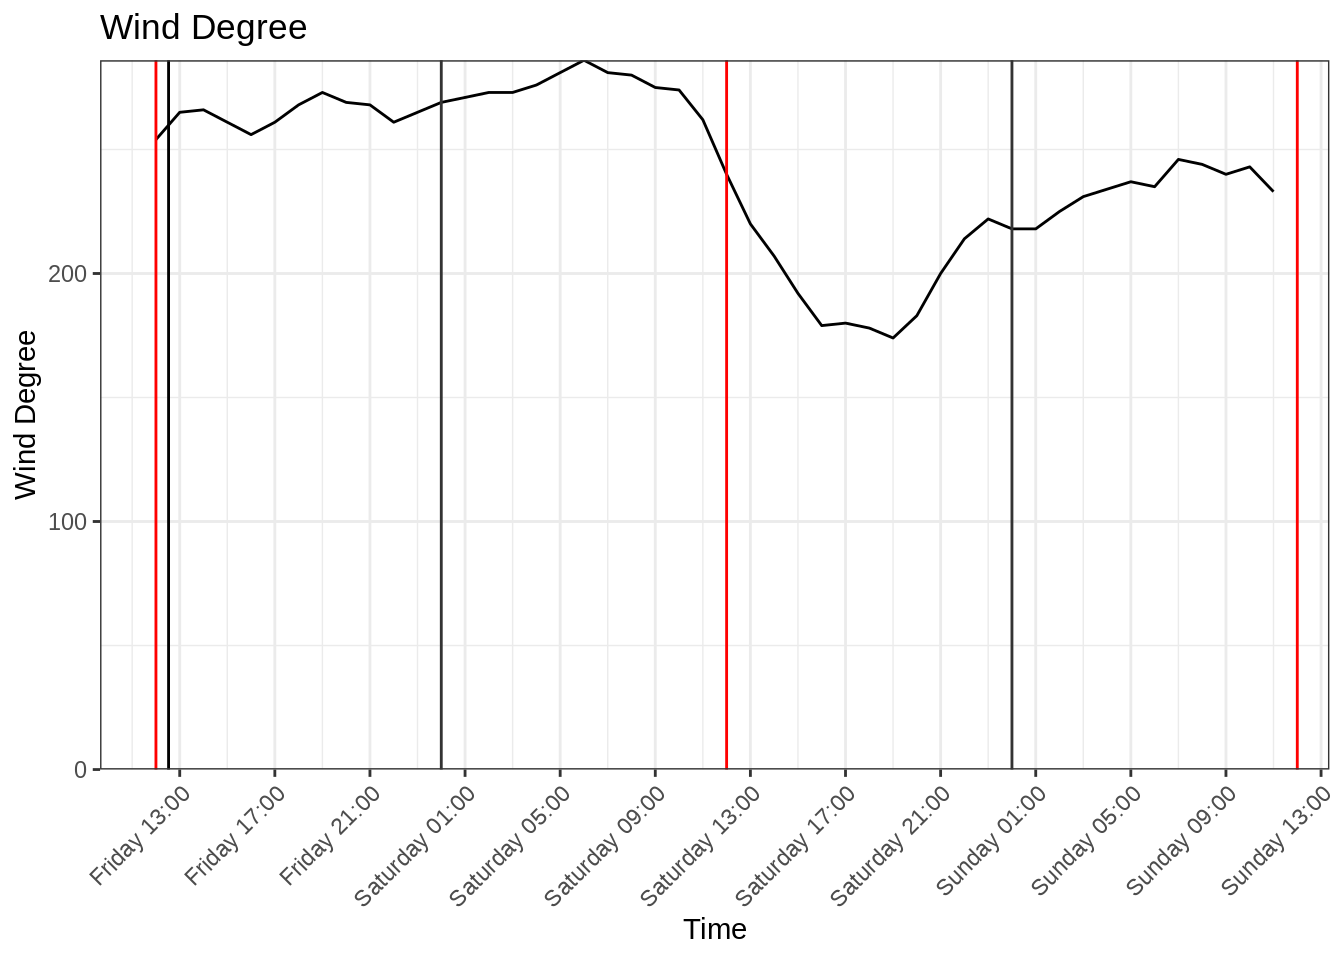 Wind Degree
Wind Degree
200
100
0
Friday 13:00
Friday 17:00
Friday 21:00
Saturday 01:00
Saturday 05:00
Saturday 09:00
Saturday 13:00
Saturday 17:00
Saturday 21:00
Sunday 01:00
Sunday 05:00
Sunday 09:00
Sunday 13:00
Time